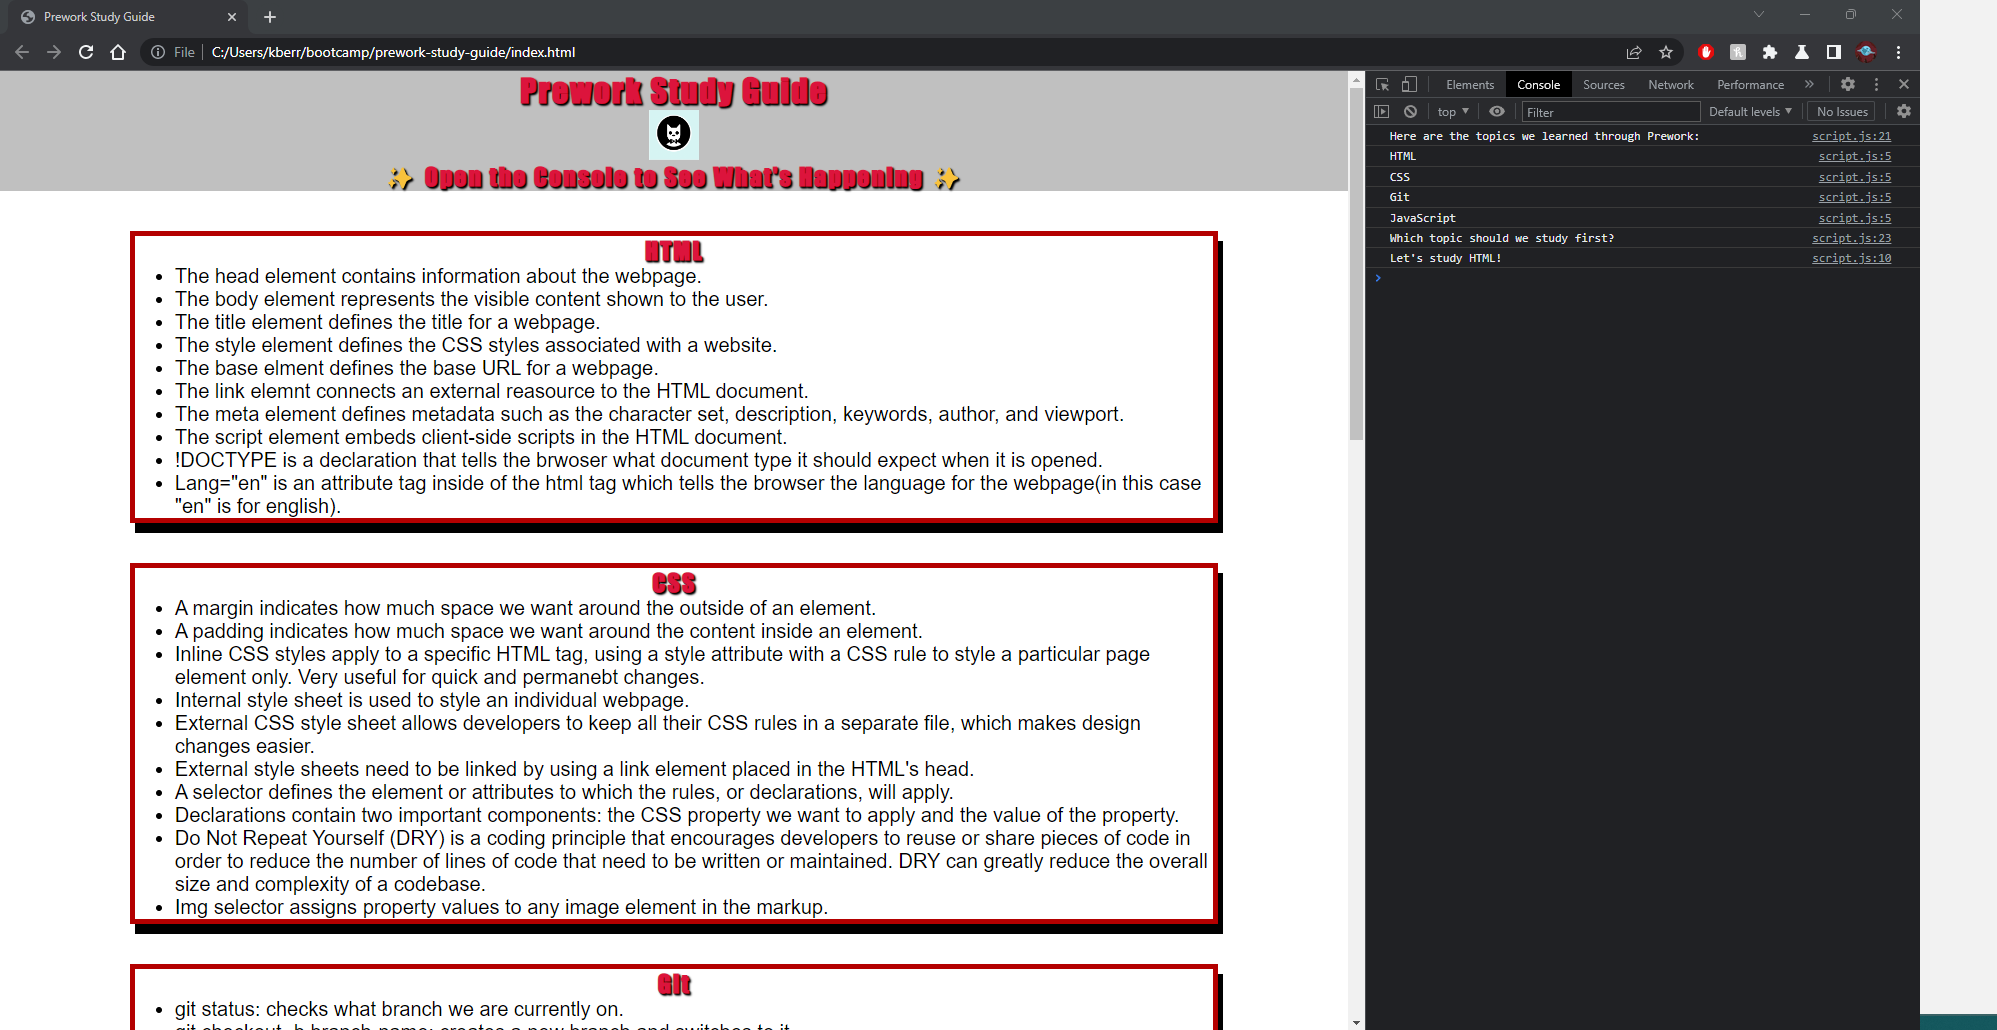 Prework Study Guide
File C:/Users/kberr/bootcamp/prework-study-guide/index.html
Prework Study Guide
✨ Open the Console to See What's Happening ✨
HTML
• The head element contains information about the webpage.
• The body element represents the visible content shown to the user.
• The title element defines the title for a webpage.
• The style element defines the CSS styles associated with a website.
• The base elment defines the base URL for a webpage.
• The link elemnt connects an external reasource to the HTML document.
• The meta element defines metadata such as the character set, description, keywords, author, and viewport.
• The script element embeds client-side scripts in the HTML document.
• !DOCTYPE is a declaration that tells the brwoser what document type it should expect when it is opened.
• Lang="en" is an attribute tag inside of the html tag which tells the browser the language for the webpage(in this case
"en" is for english).
CSS
• A margin indicates how much space we want around the outside of an element.
• A padding indicates how much space we want around the content inside an element.
• Inline CSS styles apply to a specific HTML tag, using a style attribute with a CSS rule to style a particular page
element only. Very useful for quick and permanebt changes.
• Internal style sheet is used to style an individual webpage.
• External CSS style sheet allows developers to keep all their CSS rules in a separate file, which makes design
changes easier.
• External style sheets need to be linked by using a link element placed in the HTML's head.
• A selector defines the element or attributes to which the rules, or declarations, will apply.
• Declarations contain two important components: the CSS property we want to apply and the value of the property.
• Do Not Repeat Yourself (DRY) is a coding principle that encourages developers to reuse or share pieces of code in
order to reduce the number of lines of code that need to be written or maintained. DRY can greatly reduce the overall
size and complexity of a codebase.
• Img selector assigns property values to any image element in the markup.
Git
• git status: checks what branch we are currently on.
git checkout -b branch-name: creates a new branch and switches to it
Elements Console Sources Network Performance »
top Filter Default levels No Issues
Here are the topics we learned through Prework: script.js:21
HTML script.js:5
CSS script.js:5
Git script.js:5
JavaScript script.js:5
Which topic should we study first? script.js:23
Let's study HTML! script.js:10